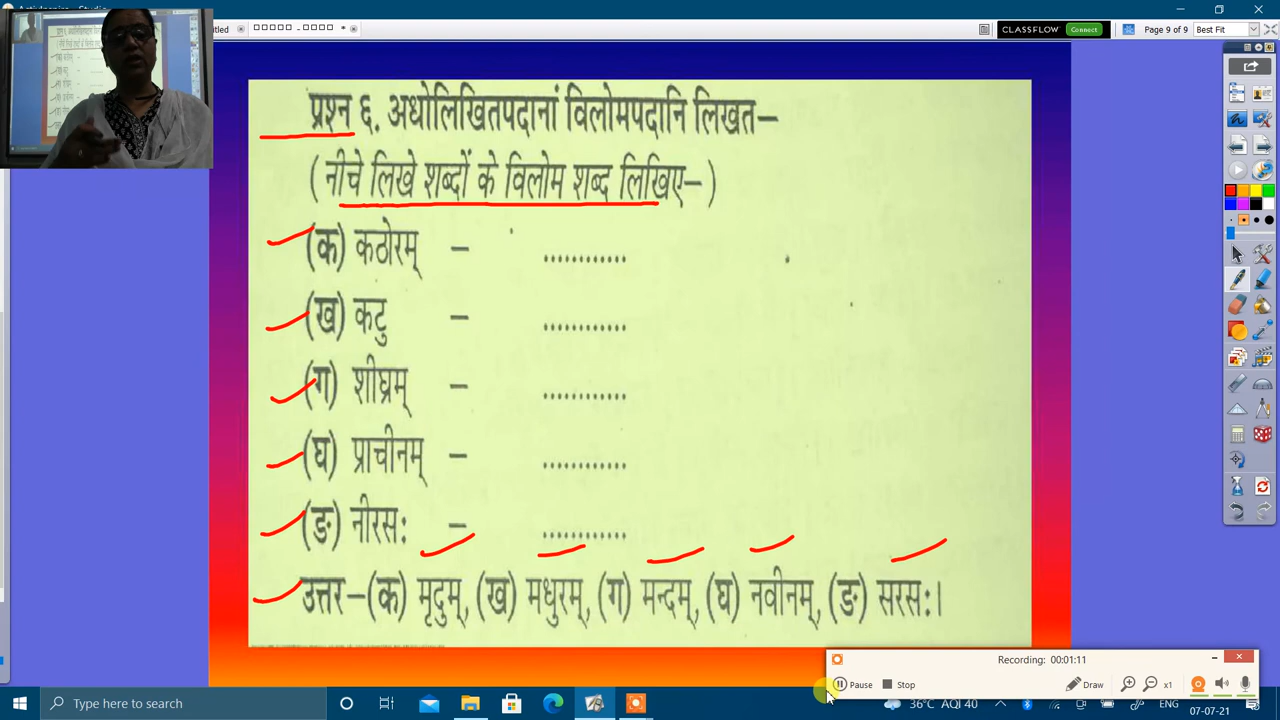 CLASSFLOW Connect Page 9 of 9 Best Fit
प्रश्न ६. अधोलिखितपदानां विलोमपदानि लिखत–
( नीचे लिखे शब्दों के विलोम शब्द लिखिए– )
(क) कठोरम् – ...........
(ख) कटु – ...........
(ग) शीघ्रम् – ...........
(घ) प्राचीनम् – ...........
(ङ) नीरसः – ...........
उत्तर–(क) मृदुम्, (ख) मधुरम्, (ग) मन्दम्, (घ) नवीनम्, (ङ) सरसः।
Recording: 00:01:11
Pause Stop Draw x1
Type here to search 36°C AQI 40 ENG 07-07-21